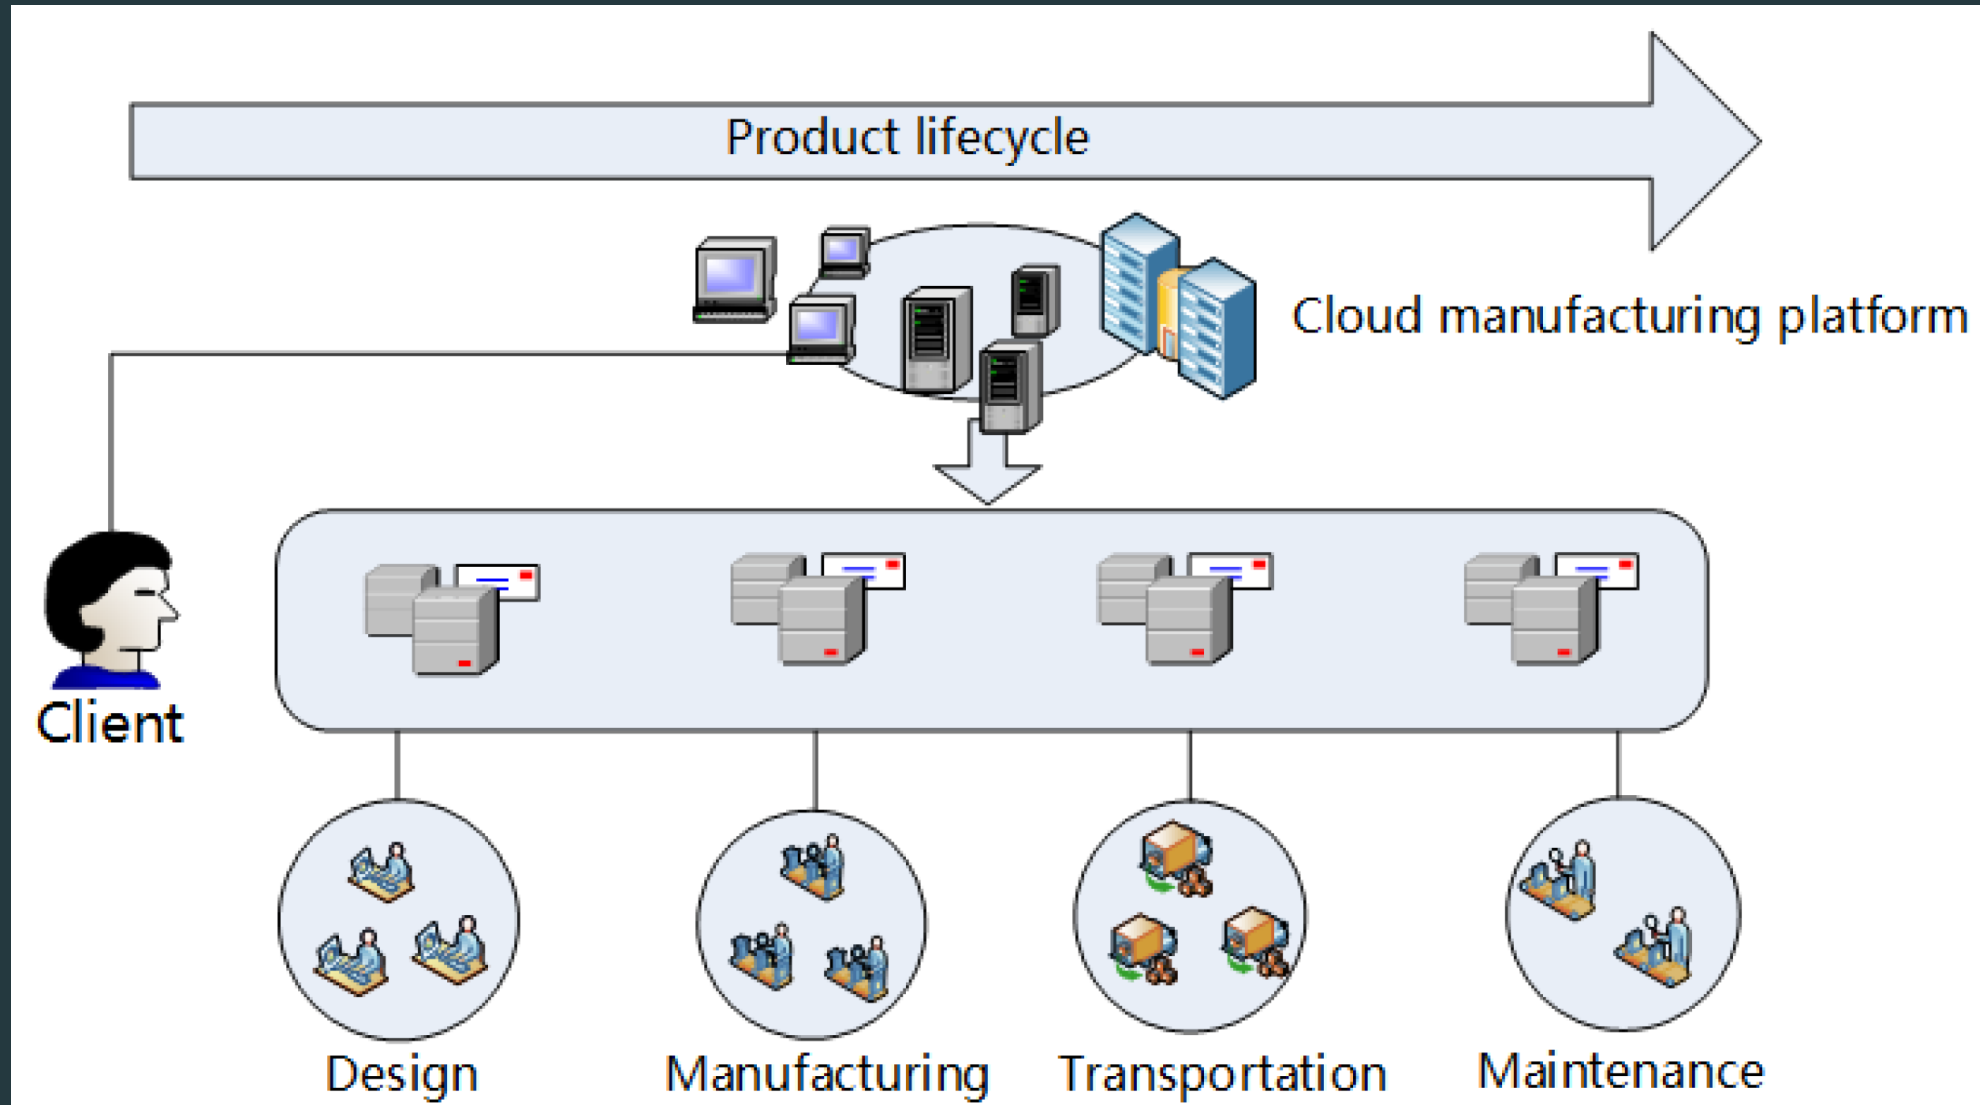 Product lifecycle
Cloud manufacturing platform
Client
Design
Manufacturing
Transportation
Maintenance